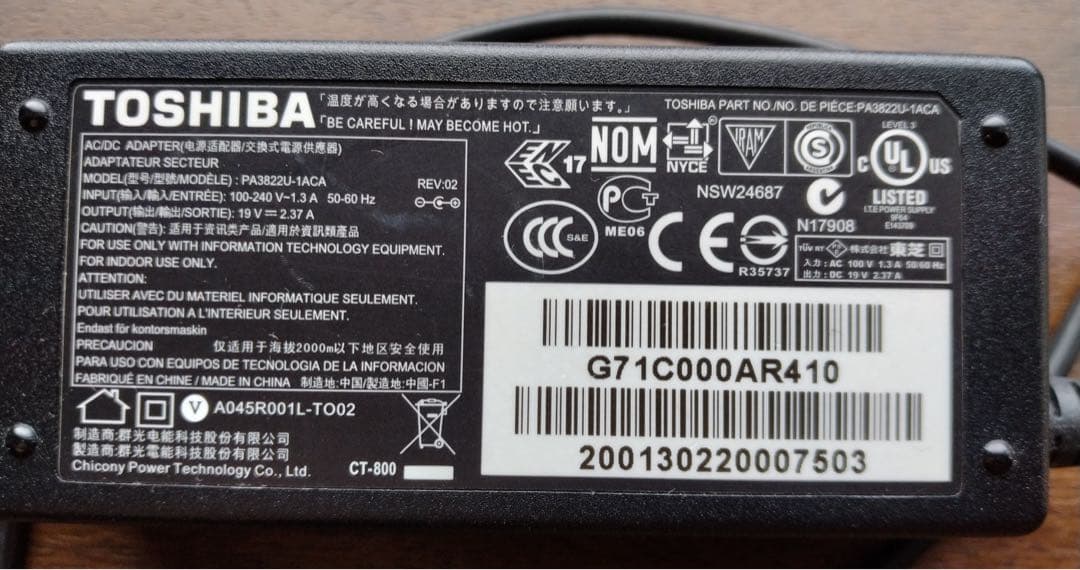 TOSHIBA
「温度が高くなる場合がありますので注意願います。」
「BE CAREFUL ! MAY BECOME HOT.」
TOSHIBA PART NO./NO. DE PIÈCE:PA3822U-1ACA
AC/DC ADAPTER(电源适配器/交換式電源供應器)
ADAPTATEUR SECTEUR
MODEL(型号/型號/MODÈLE) : PA3822U-1ACA
REV:02
INPUT(输入/輸入/ENTRÉE): 100-240 V~1.3 A 50-60 Hz
OUTPUT(输出/輸出/SORTIE): 19 V ⎓ 2.37 A
CAUTION(警告): 适用于资讯类产品/適用於資訊類產品
FOR USE ONLY WITH INFORMATION TECHNOLOGY EQUIPMENT.
FOR INDOOR USE ONLY.
ATTENTION:
UTILISER AVEC DU MATERIEL INFORMATIQUE SEULEMENT.
POUR UTILISATION A L'INTERIEUR SEULEMENT.
Endast för kontorsmaskin
PRECAUCION 仅适用于海拔2000m以下地区安全使用
PARA USO CON EQUIPOS DE TECNOLOGIA DE LA INFORMACION
FABRIQUÉ EN CHINE / MADE IN CHINA 制造地:中国/製造地:中國-F1
V A045R001L-TO02
制造商:群光电能科技股份有限公司
製造商:群光電能科技股份有限公司
Chicony Power Technology Co., Ltd.
CT-800
17
NOM
NYCE
IRAM
S
LEVEL 3
C UL US
LISTED
I.T.E POWER SUPPLY
E143709
ME06
NSW24687
N17908
CCC S&E
CE
R35737
TÜV RT PS E 株式会社 東芝
入力 : AC 100 V 1.3 A 50/60 Hz
出力 : DC 19 V 2.37 A
G71C000AR410
200130220007503